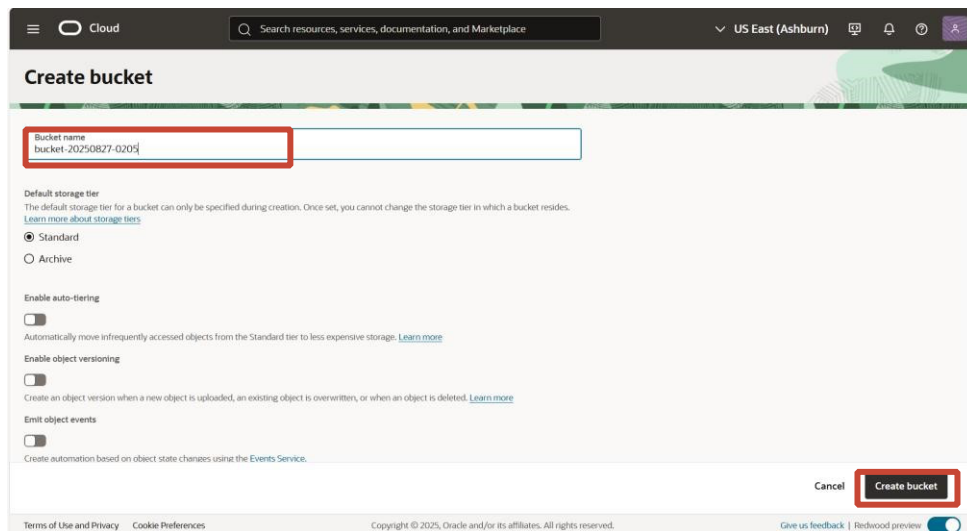 Cloud
Search resources, services, documentation, and Marketplace
US East (Ashburn)
Create bucket
Bucket name
bucket-20250827-0205
Default storage tier
The default storage tier for a bucket can only be specified during creation. Once set, you cannot change the storage tier in which a bucket resides.
Learn more about storage tiers
Standard
Archive
Enable auto-tiering
Automatically move infrequently accessed objects from the Standard tier to less expensive storage. Learn more
Enable object versioning
Create an object version when a new object is uploaded, an existing object is overwritten, or when an object is deleted. Learn more
Emit object events
Create automation based on object state changes using the Events Service.
Cancel
Create bucket
Terms of Use and Privacy Cookie Preferences Copyright © 2025, Oracle and/or its affiliates. All rights reserved. Give us feedback | Redwood preview